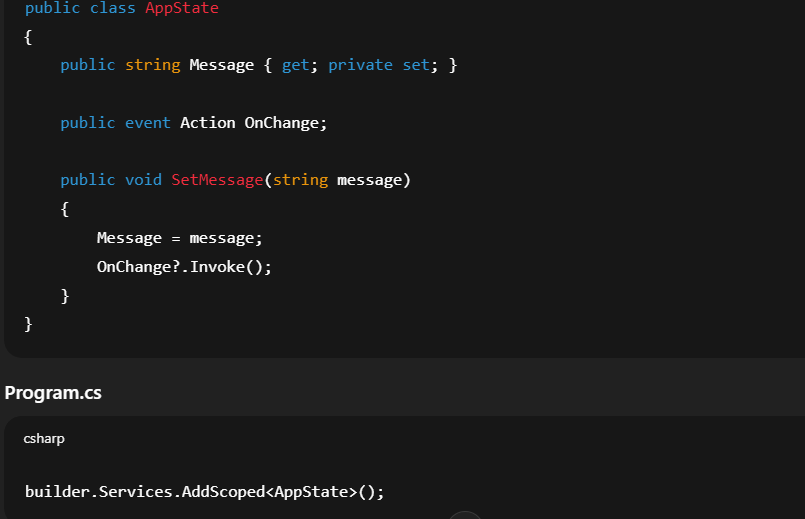 public class AppState
{
    public string Message { get; private set; }
    public event Action OnChange;
    public void SetMessage(string message)
    {
        Message = message;
        OnChange?.Invoke();
    }
}
Program.cs
csharp
builder.Services.AddScoped<AppState>();